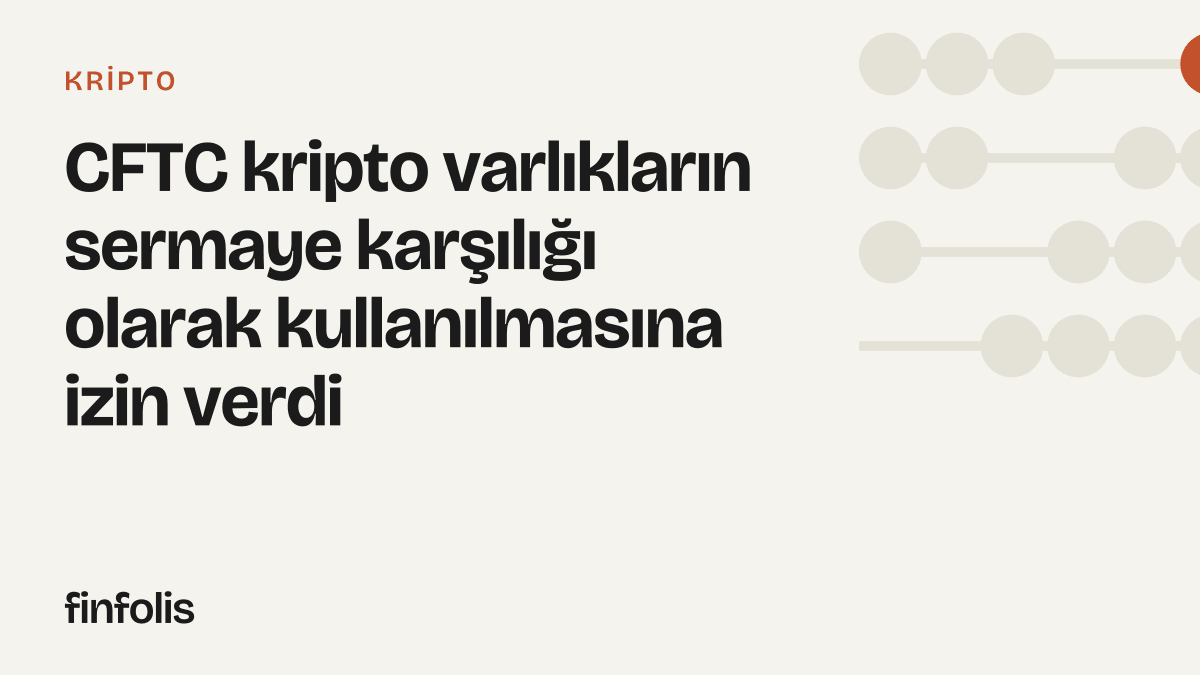 KRİPTO
CFTC kripto varlıkların
sermaye karşılığı
olarak kullanılmasına
izin verdi
finfolis